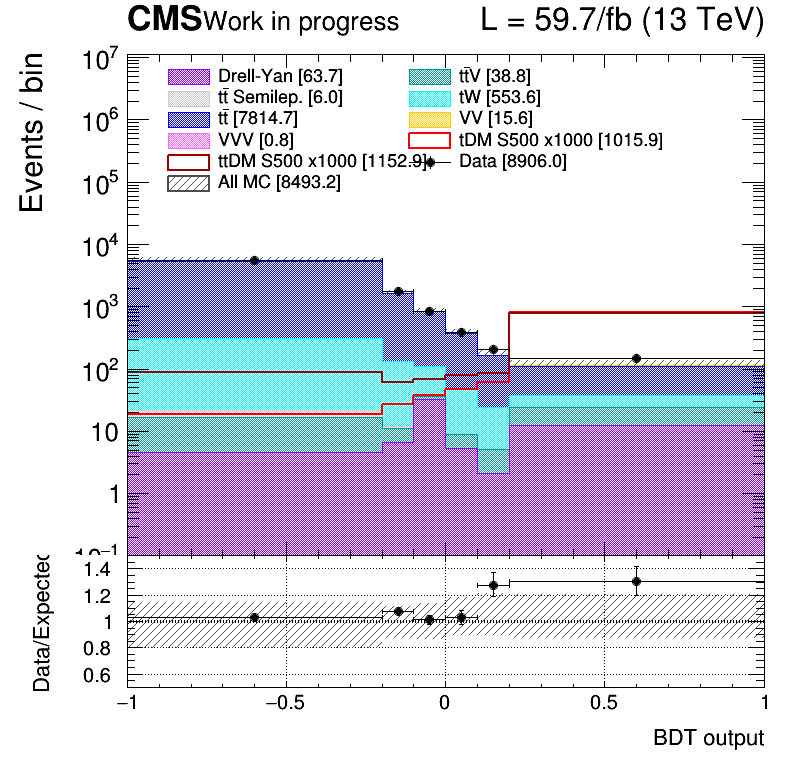 CMS Work in progress L = 59.7/fb (13 TeV)
Events / bin
10⁷
10⁶
10⁵
10⁴
10³
10²
10
1
10⁻¹
Drell-Yan [63.7]
tt̄V [38.8]
tt̄ Semilep. [6.0]
tW [553.6]
tt̄ [7814.7]
VV [15.6]
VVV [0.8]
tDM S500 x1000 [1015.9]
ttDM S500 x1000 [1152.9]
Data [8906.0]
All MC [8493.2]
Data/Expected
1.4
1.2
1
0.8
0.6
−1 −0.5 0 0.5 1
BDT output